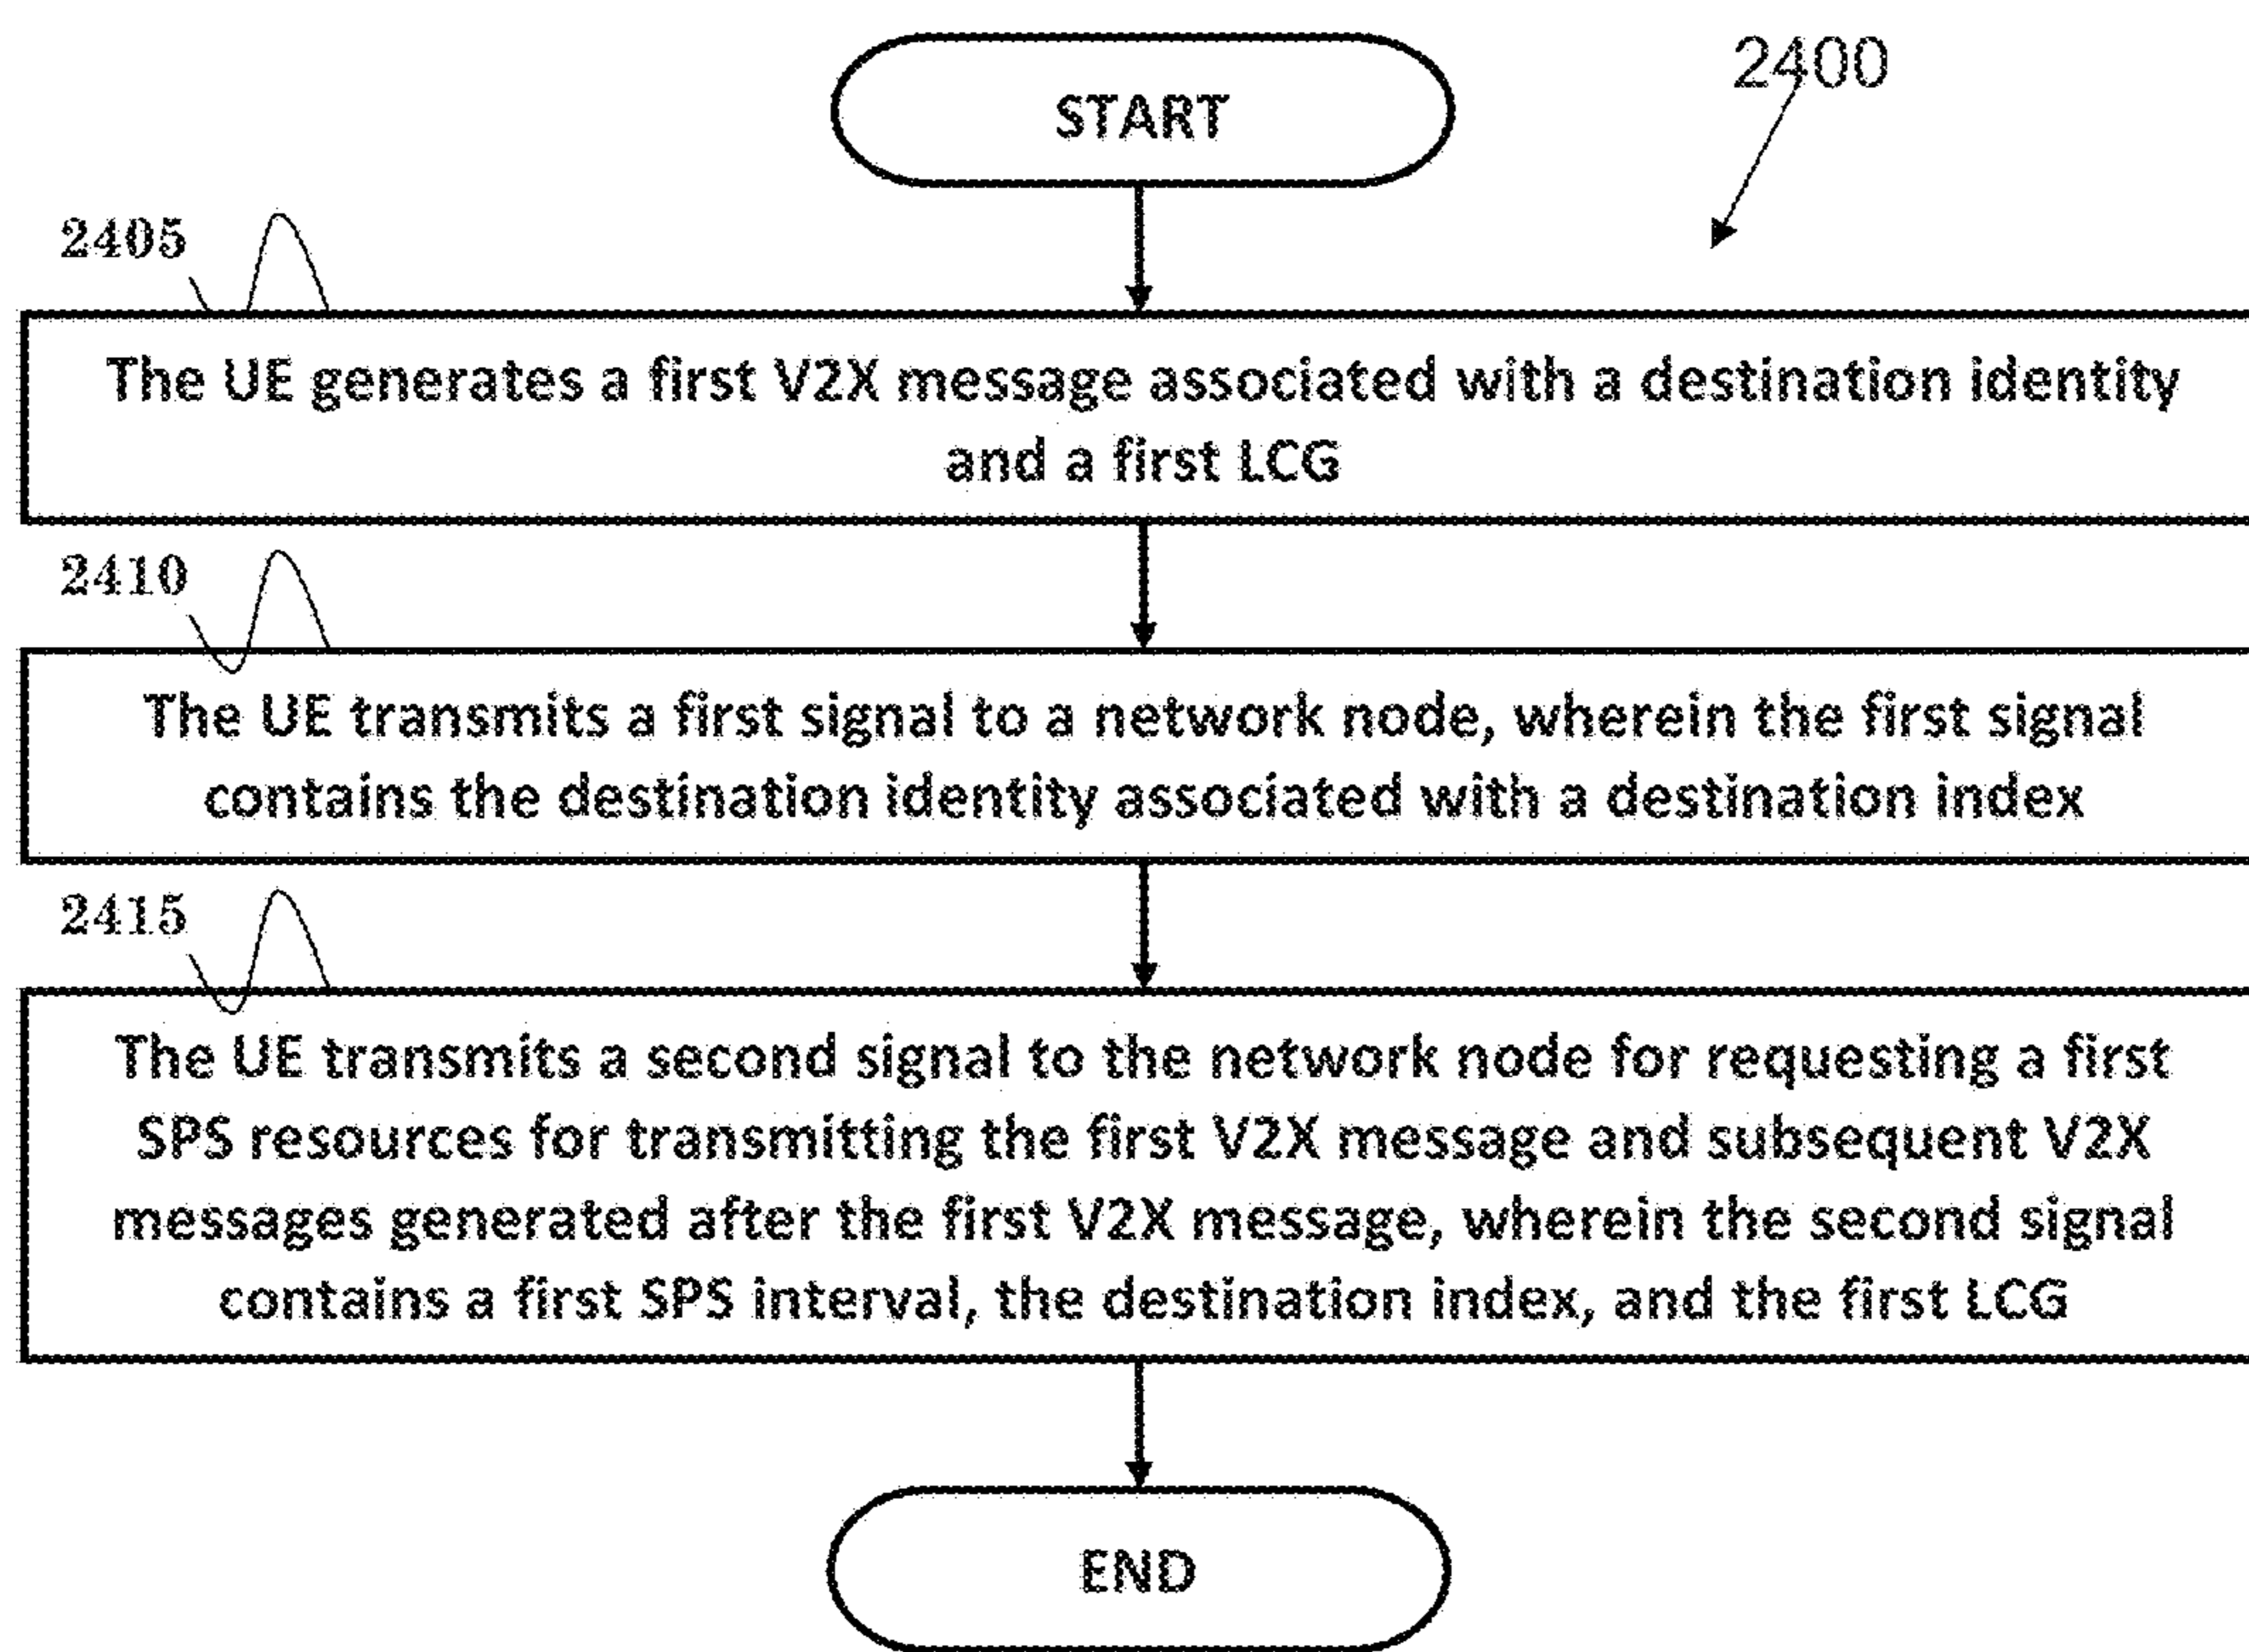 START
2400
2405
The UE generates a first V2X message associated with a destination identity
and a first LCG
2410
The UE transmits a first signal to a network node, wherein the first signal
contains the destination identity associated with a destination index
2415
The UE transmits a second signal to the network node for requesting a first
SPS resources for transmitting the first V2X message and subsequent V2X
messages generated after the first V2X message, wherein the second signal
contains a first SPS interval, the destination index, and the first LCG
END